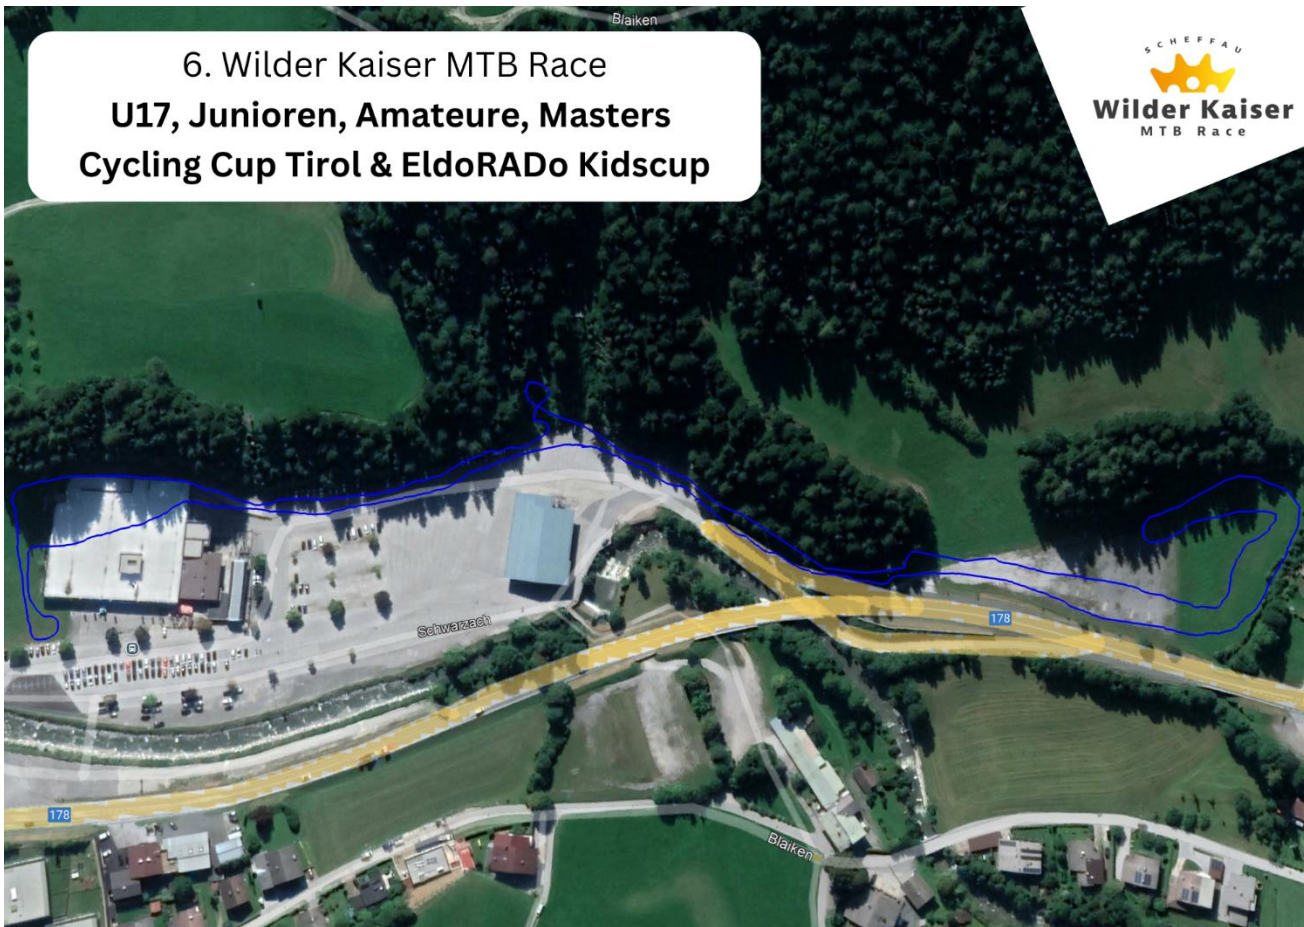 Blaiken
6. Wilder Kaiser MTB Race
U17, Junioren, Amateure, Masters
Cycling Cup Tirol & EldoRADo Kidscup
SCHEFFAU
Wilder Kaiser
MTB Race
178
Schwarzach
178
Blaiken